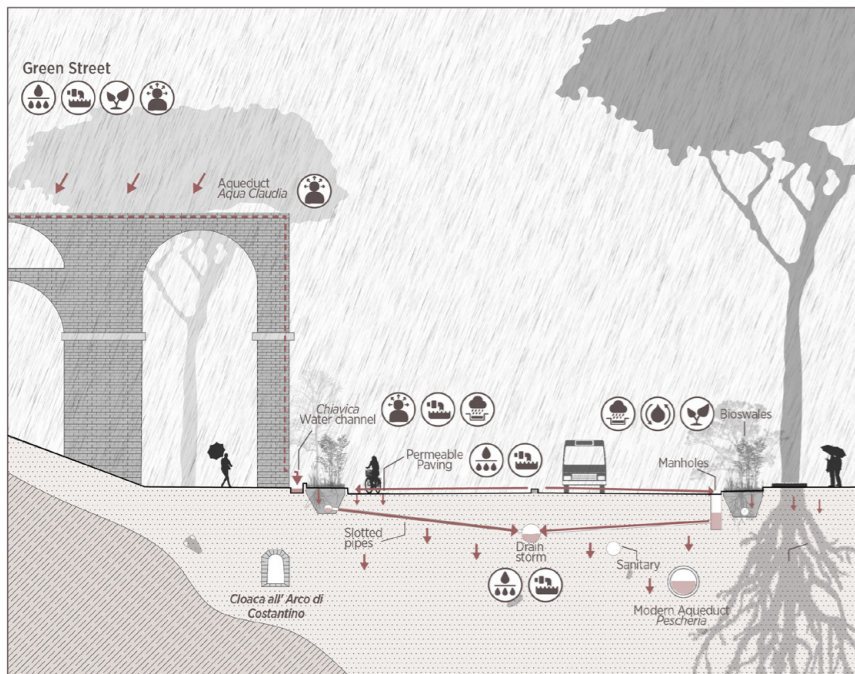 Green Street
Aqueduct
Aqua Claudia
Chiavica
Water channel
Permeable
Paving
Bioswales
Manholes
Slotted
pipes
Drain
storm
Sanitary
Cloaca all' Arco di
Costantino
Modern Aqueduct
Pescheria